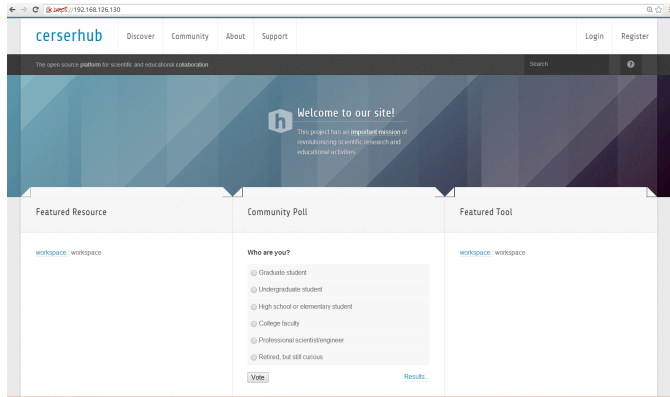 https://192.168.126.130
cerserhub
Discover
Community
About
Support
Login
Register
The open source platform for scientific and educational collaboration
Search
?
h
Welcome to our site!
This project has an important mission of
revolutionizing scientific research and
educational activities.
Featured Resource
Community Poll
Featured Tool
workspace : workspace
Who are you?
workspace : workspace
Graduate student
Undergraduate student
High school or elementary student
College faculty
Professional scientist/engineer
Retired, but still curious
Vote
Results...